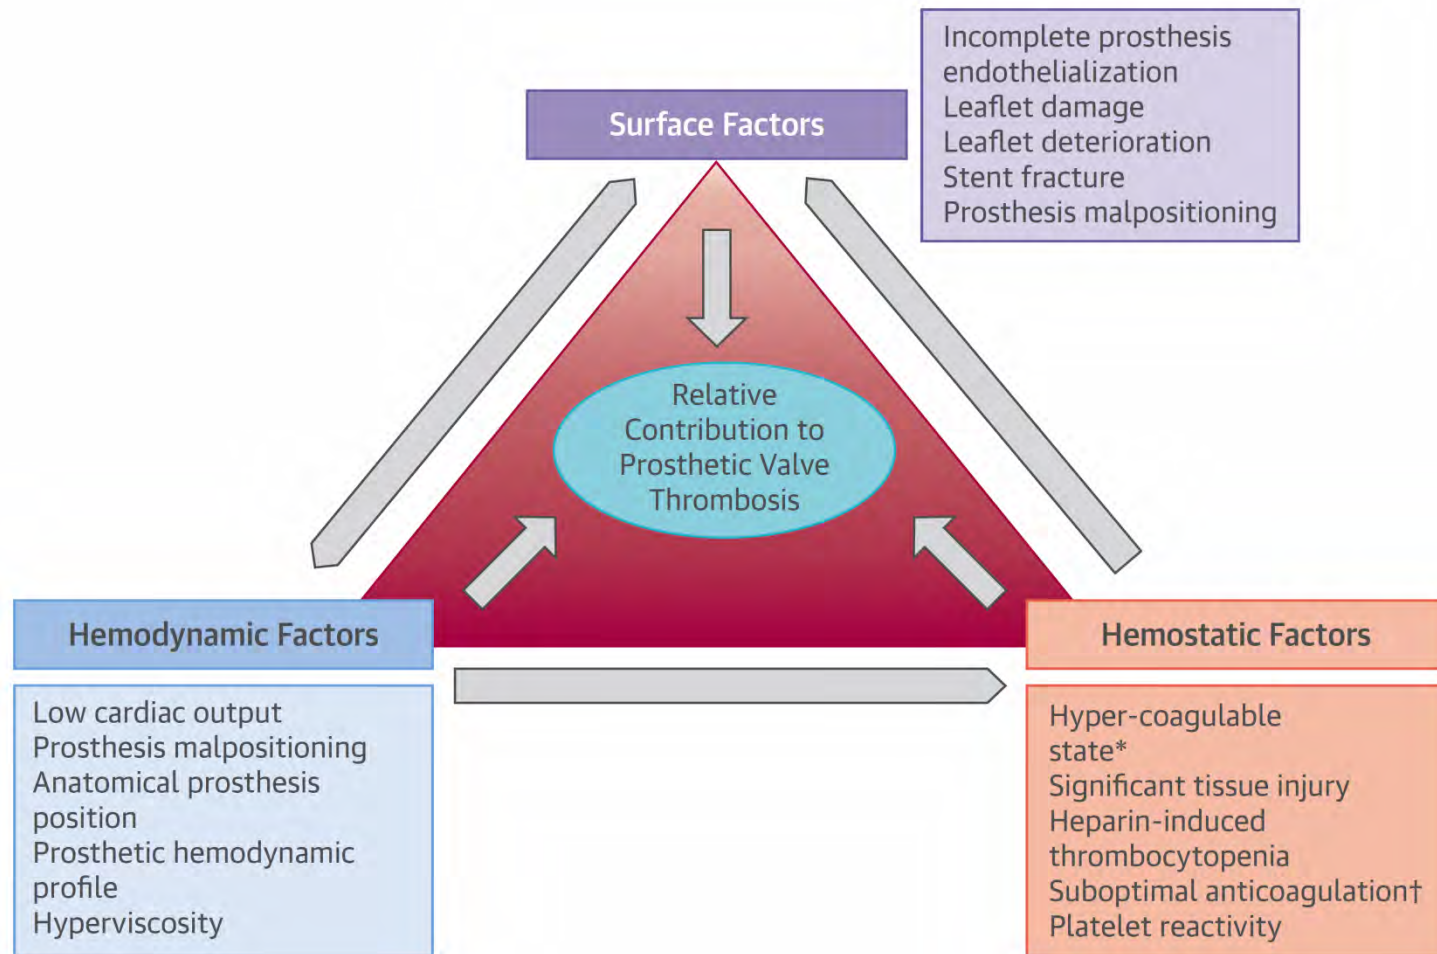 Surface Factors
Incomplete prosthesis
endothelialization
Leaflet damage
Leaflet deterioration
Stent fracture
Prosthesis malpositioning
Relative
Contribution to
Prosthetic Valve
Thrombosis
Hemodynamic Factors
Low cardiac output
Prosthesis malpositioning
Anatomical prosthesis
position
Prosthetic hemodynamic
profile
Hyperviscosity
Hemostatic Factors
Hyper-coagulable
state*
Significant tissue injury
Heparin-induced
thrombocytopenia
Suboptimal anticoagulation†
Platelet reactivity